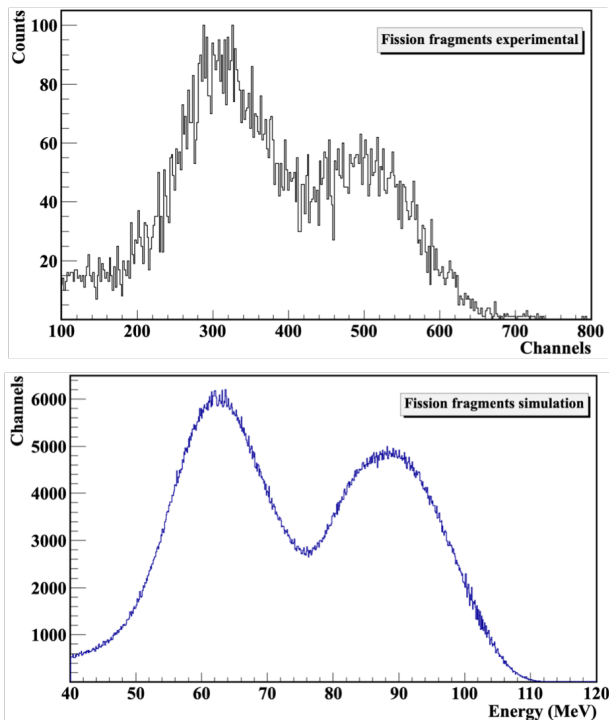 Counts
100
80
60
40
20
Fission fragments experimental
100 200 300 400 500 600 700 800
Channels
Channels
6000
5000
4000
3000
2000
1000
Fission fragments simulation
40 50 60 70 80 90 100 110 120
Energy (MeV)